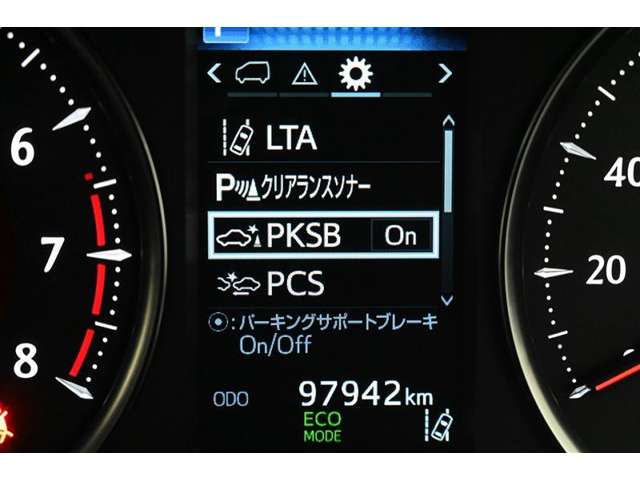 LTA
P クリアランスソナー
PKSB On
PCS
:パーキングサポートブレーキ
On/Off
ODO 97942km
ECO
MODE
6
7
8
40
20